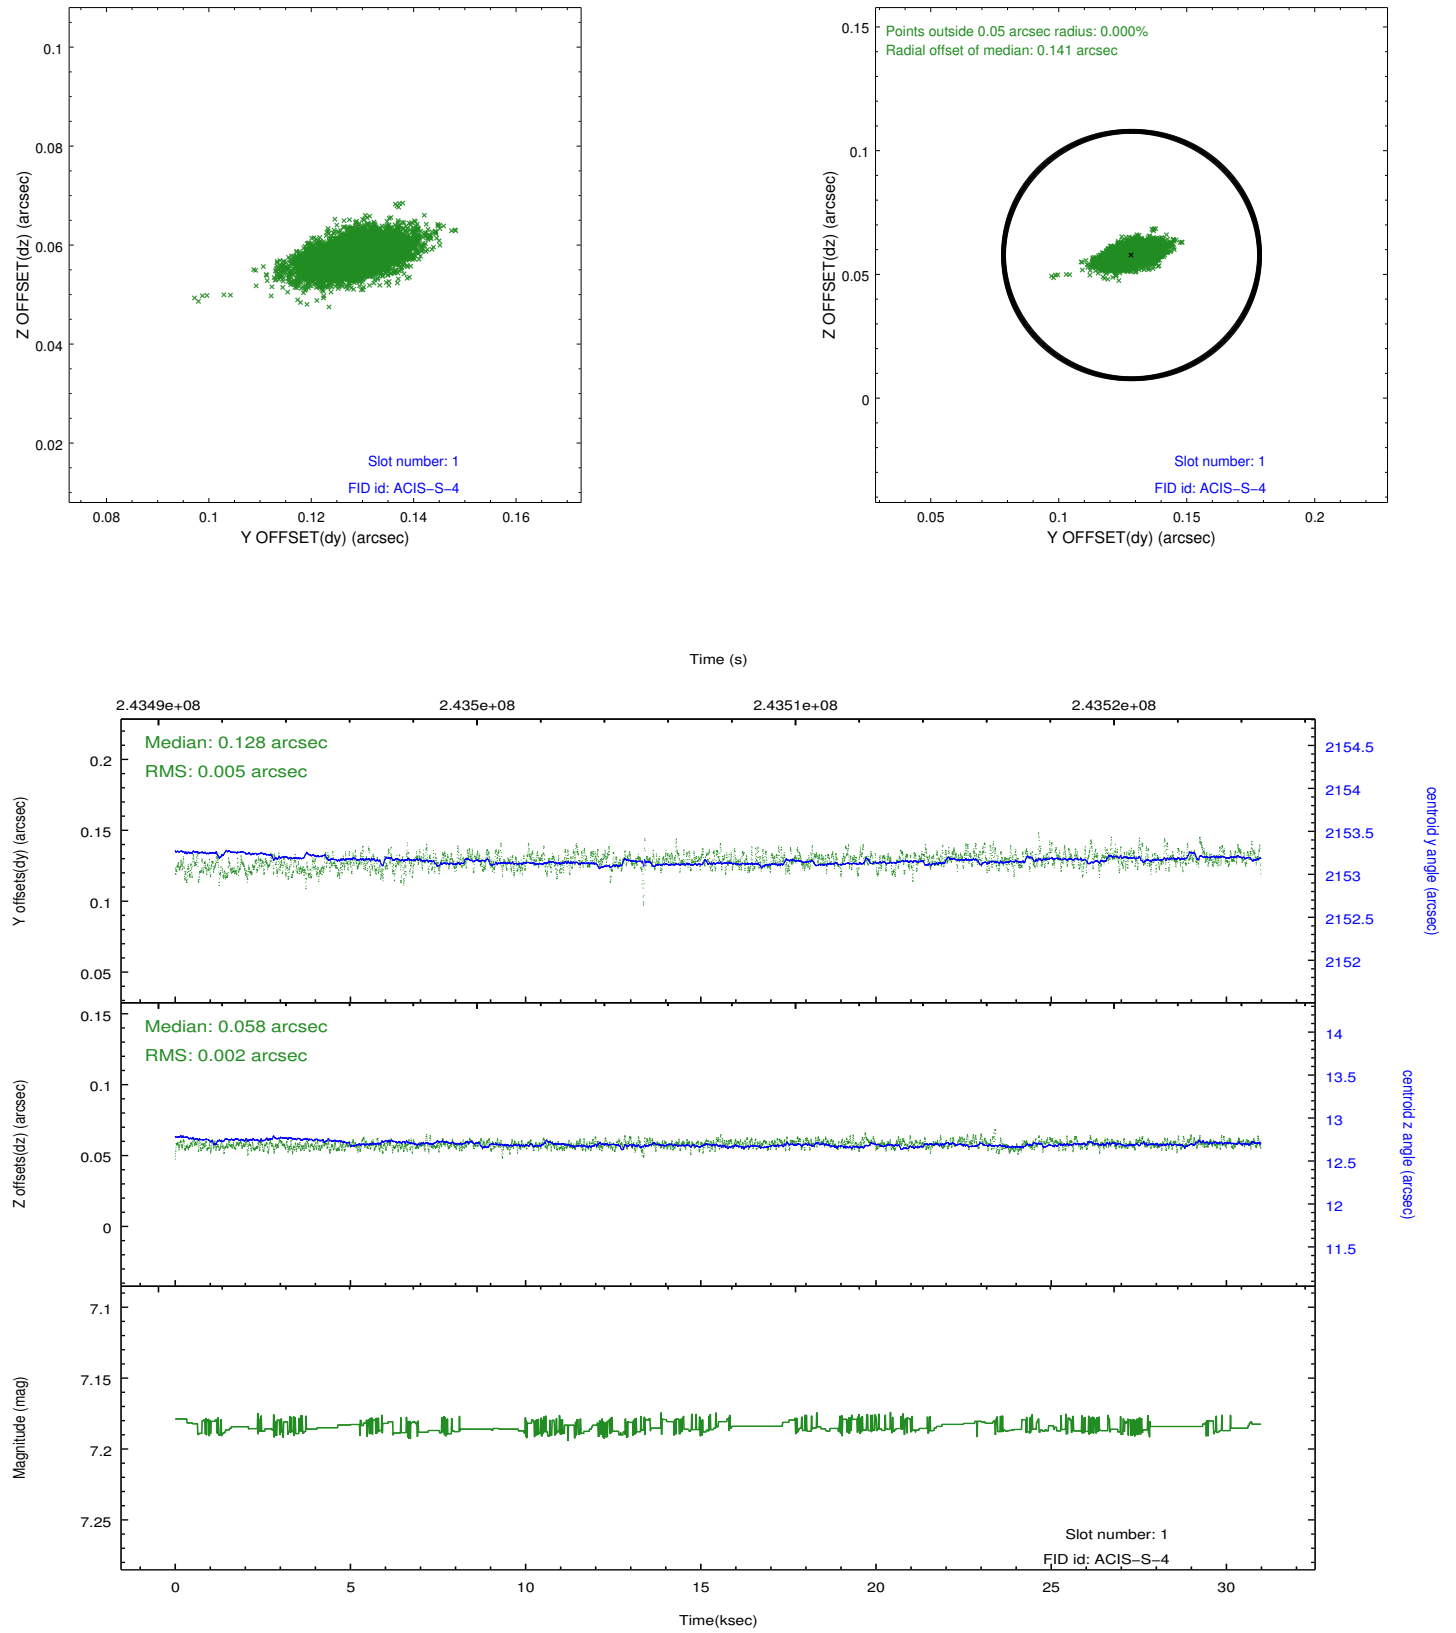 0.1
0.08
0.06
0.04
0.02
Z OFFSET(dz) (arcsec)
Slot number: 1
FID id: ACIS-S-4
0.08 0.1 0.12 0.14 0.16
Y OFFSET(dy) (arcsec)
Points outside 0.05 arcsec radius: 0.000%
Radial offset of median: 0.141 arcsec
0.15
0.1
0.05
0
Z OFFSET(dz) (arcsec)
Slot number: 1
FID id: ACIS-S-4
0.05 0.1 0.15 0.2
Y OFFSET(dy) (arcsec)
Time (s)
2.4349e+08 2.435e+08 2.4351e+08 2.4352e+08
Median: 0.128 arcsec
RMS: 0.005 arcsec
0.2
0.15
0.1
0.05
Y offsets(dy) (arcsec)
2154.5
2154
2153.5
2153
2152.5
2152
centroid y angle (arcsec)
Median: 0.058 arcsec
RMS: 0.002 arcsec
0.15
0.1
0.05
0
Z offsets(dz) (arcsec)
14
13.5
13
12.5
12
11.5
centroid z angle (arcsec)
7.1
7.15
7.2
7.25
Magnitude (mag)
Slot number: 1
FID id: ACIS-S-4
0 5 10 15 20 25 30
Time(ksec)